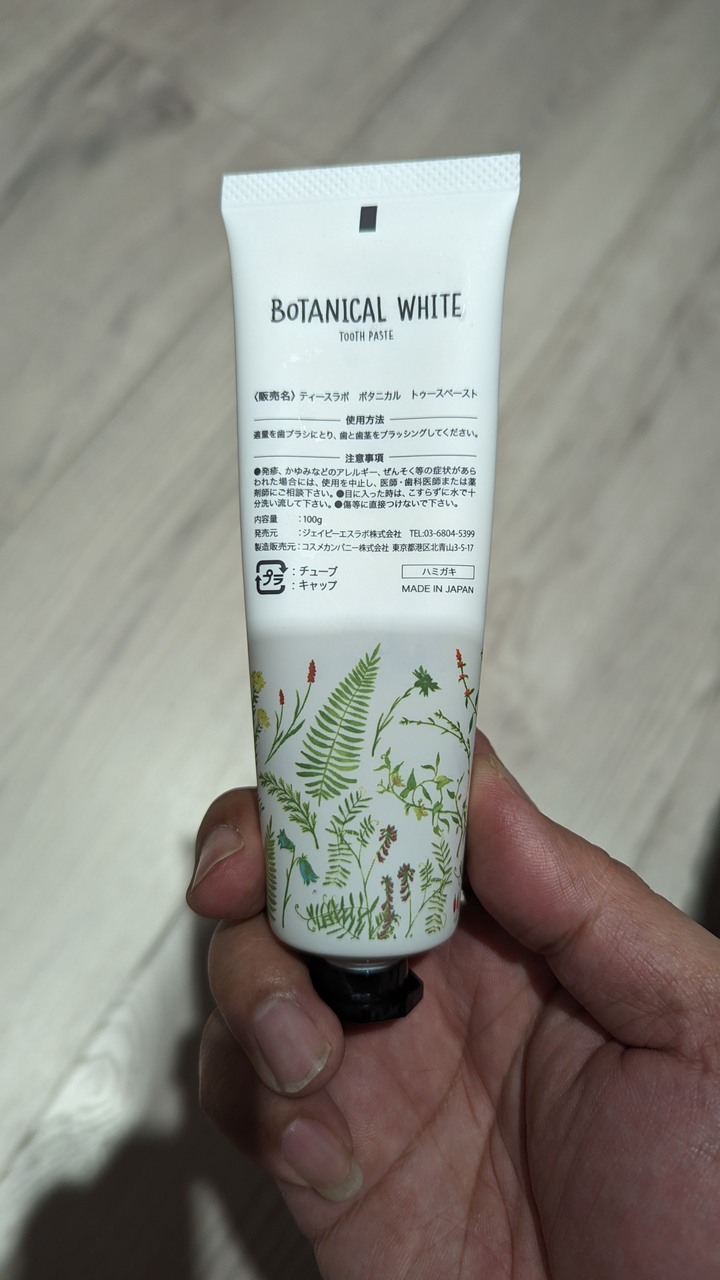 BOTANICAL WHITE
TOOTH PASTE
〈販売名〉ティースラボ ボタニカル トゥースペースト
使用方法
適量を歯ブラシにとり、歯と歯茎をブラッシングしてください。
注意事項
●発疹、かゆみなどのアレルギー、ぜんそく等の症状があら
われた場合には、使用を中止し、医師・歯科医師または薬
剤師にご相談下さい。●目に入った時は、こすらずに水で十
分洗い流して下さい。●傷等に直接つけないで下さい。
内容量 :100g
発売元 :ジェイピーエスラボ株式会社 TEL:03-6804-5399
製造販売元:コスメカンパニー株式会社 東京都港区北青山3-5-17
プラ :チューブ
:キャップ
ハミガキ
MADE IN JAPAN